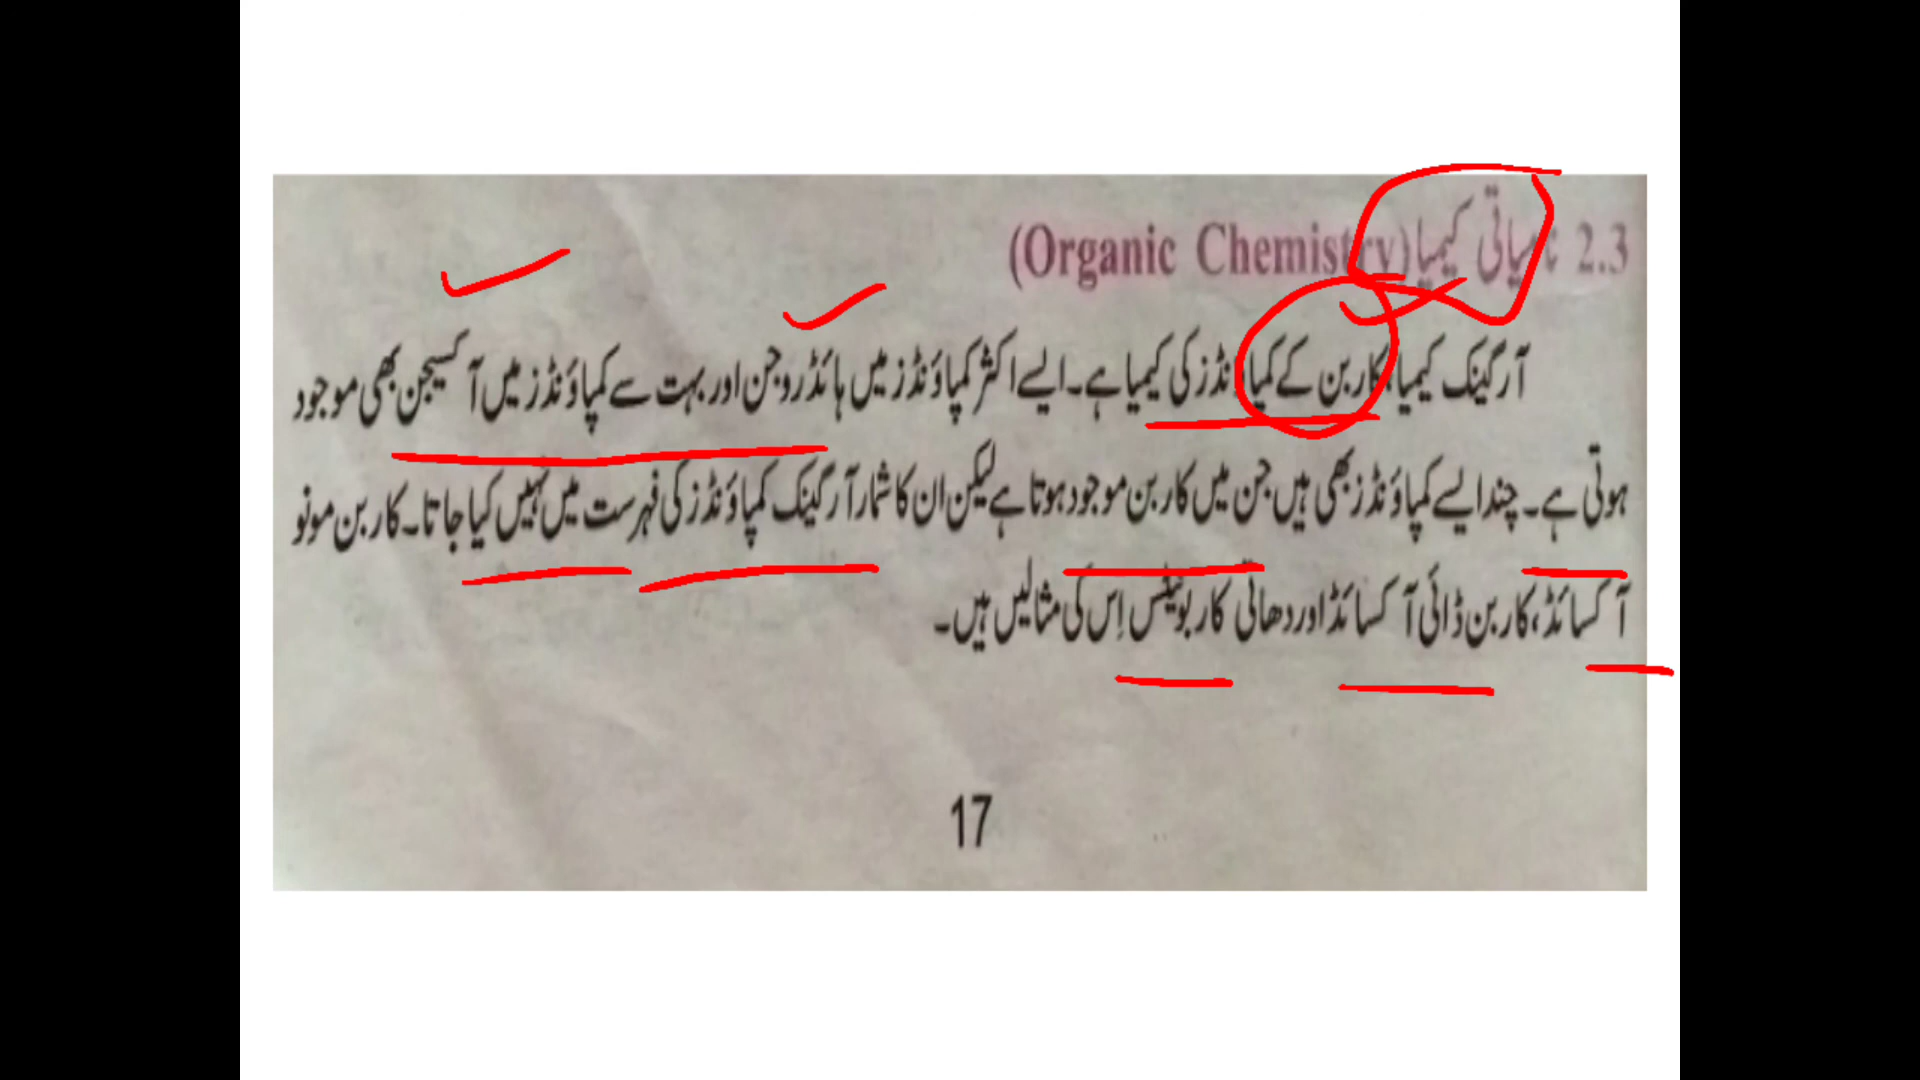 2.3 نامیاتی کیمیا (Organic Chemistry)
آرگینک کیمیا، کاربن کے کمپاؤنڈز کی کیمیا ہے۔ ایسے اکثر کمپاؤنڈز میں ہائڈروجن اور بہت سے کمپاؤنڈز میں آکسیجن بھی موجود
ہوتی ہے۔ چند ایسے کمپاؤنڈز بھی ہیں جن میں کاربن موجود ہوتا ہے لیکن ان کا شمار آرگینک کمپاؤنڈز کی فہرست میں نہیں کیا جاتا۔ کاربن مونو
آکسائڈ، کاربن ڈائی آکسائڈ اور دھاتی کاربونیٹس اِس کی مثالیں ہیں۔
17